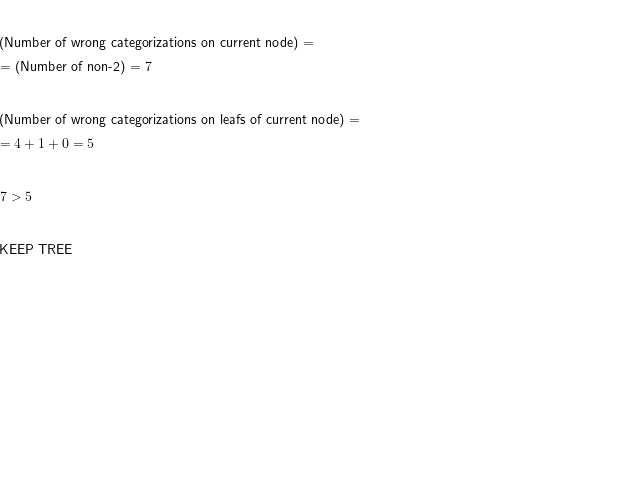 (Number of wrong categorizations on current node) =
= (Number of non-2) = 7
(Number of wrong categorizations on leafs of current node) =
= 4 + 1 + 0 = 5
7 > 5
KEEP TREE